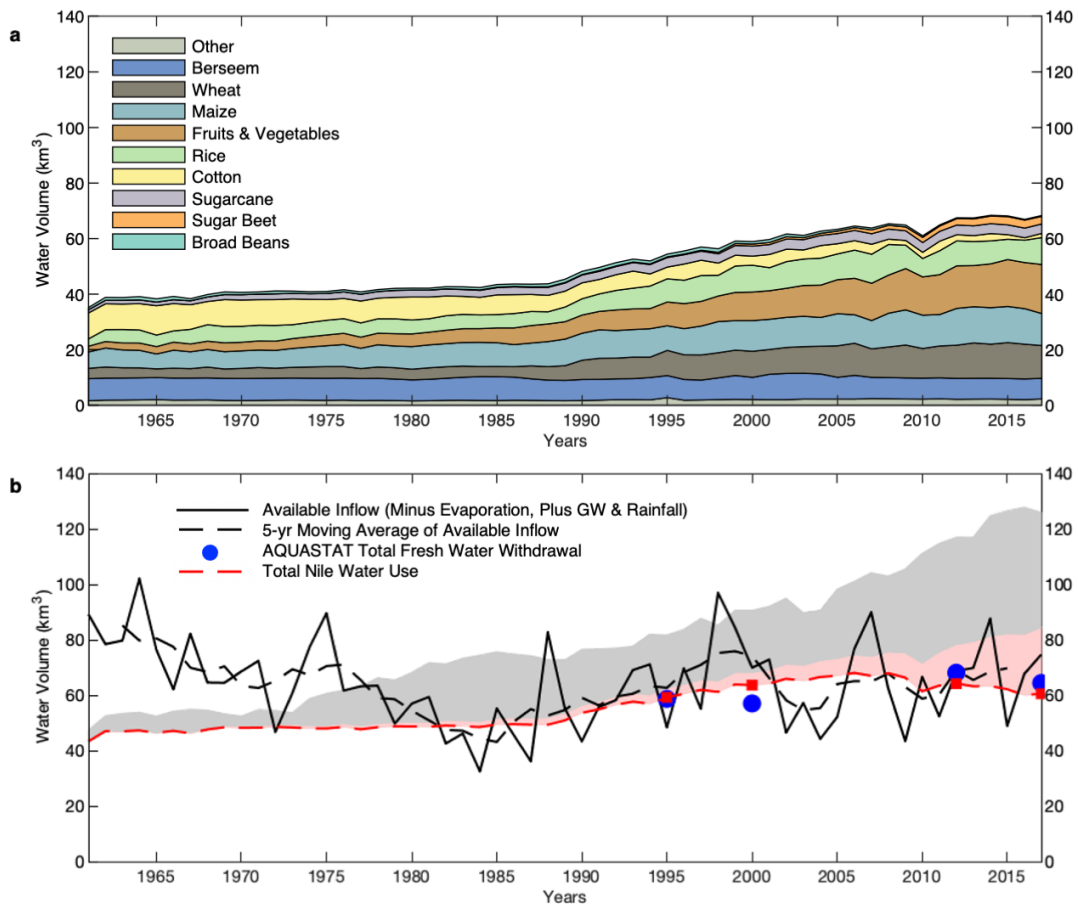 a
140
120
100
80
60
40
20
0
Water Volume (km³)
Other
Berseem
Wheat
Maize
Fruits & Vegetables
Rice
Cotton
Sugarcane
Sugar Beet
Broad Beans
140
120
100
80
60
40
20
0
1965 1970 1975 1980 1985 1990 1995 2000 2005 2010 2015
Years
b
140
120
100
80
60
40
20
0
Water Volume (km³)
Available Inflow (Minus Evaporation, Plus GW & Rainfall)
5-yr Moving Average of Available Inflow
AQUASTAT Total Fresh Water Withdrawal
Total Nile Water Use
140
120
100
80
60
40
20
0
1965 1970 1975 1980 1985 1990 1995 2000 2005 2010 2015
Years